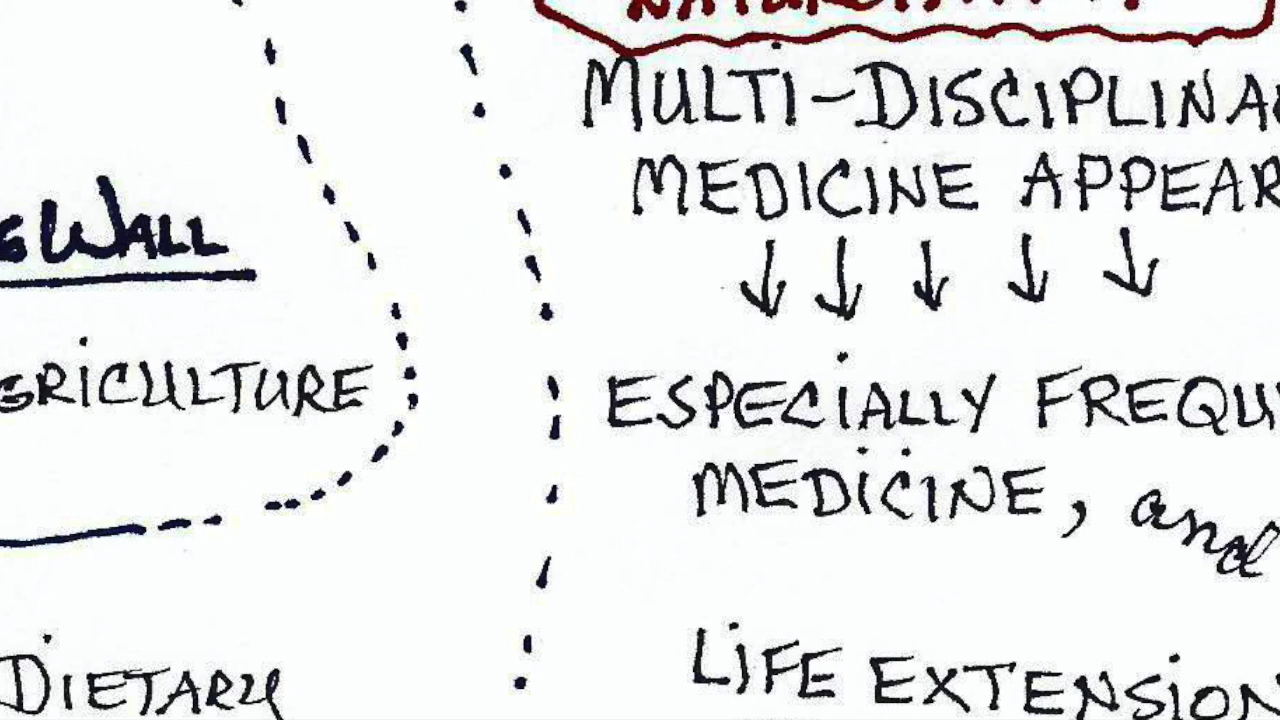 MULTI-DISCIPLINA
MEDICINE APPEAR
WALL
↓ ↓ ↓ ↓ ↓
GRICULTURE
ESPECIALLY FREQU
MEDICINE, and
DIETARY
LIFE EXTENSION